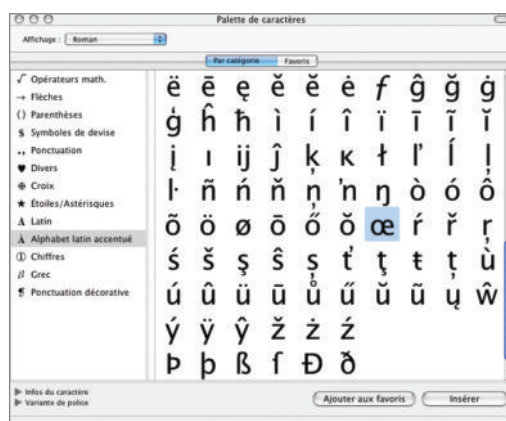 Palette de caractères
Affichage : Roman
Par catégorie Favoris
√ Opérateurs math.
→ Flèches
() Parenthèses
$ Symboles de devise
., Ponctuation
♥ Divers
⊕ Croix
★ Étoiles/Astérisques
A Latin
À Alphabet latin accentué
① Chiffres
β Grec
¶ Ponctuation décorative
ë ē ę ě ĕ ė ƒ ĝ ğ ġ
ģ ĥ ħ ì í î ï ī ĩ ĭ
į ı ĳ ĵ ķ ĸ ł ľ ĺ ļ
ŀ ñ ń ň ņ ŉ ŋ ò ó ô
õ ö ø ō ő ŏ œ ŕ ř ŗ
ś š ş ŝ ș ť ţ ŧ ț ù
ú û ü ū ů ű ŭ ũ ų ŵ
ý ÿ ŷ ž ż ź
Þ þ ß ſ Đ ð
Infos du caractère
Variante de police
Ajouter aux favoris Insérer